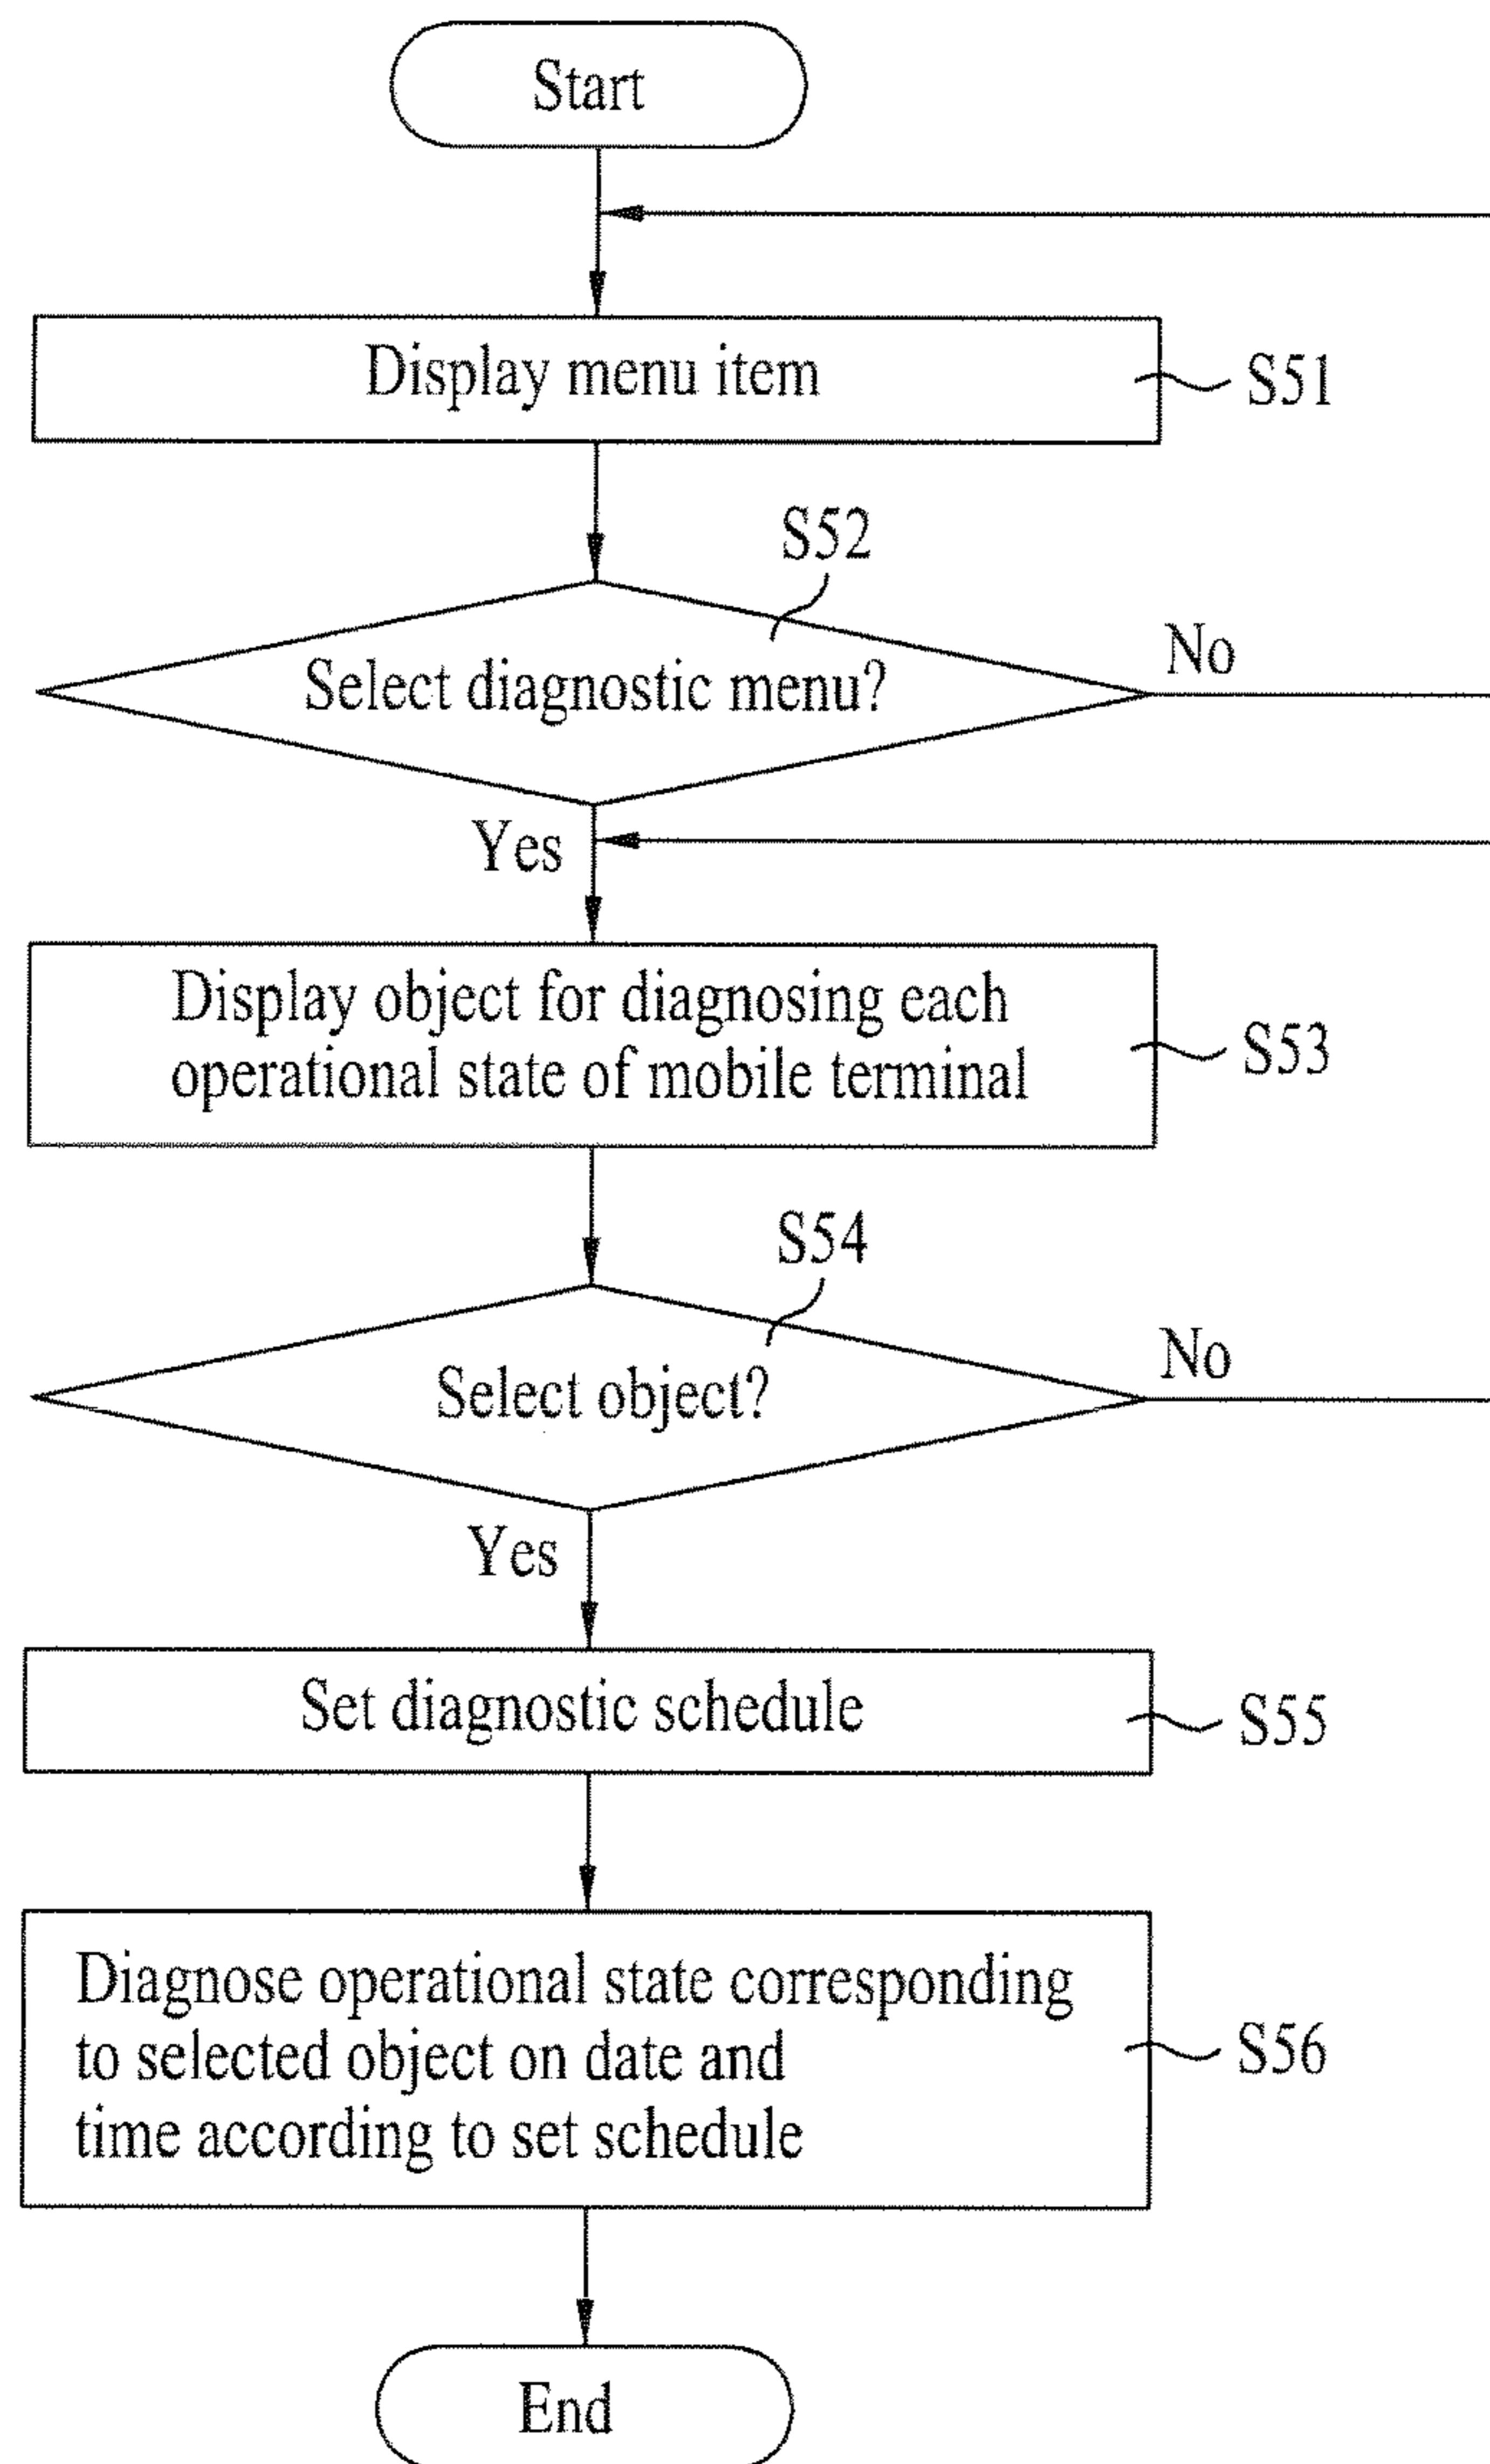 Start
Display menu item
S51
S52
Select diagnostic menu?
No
Yes
Display object for diagnosing each
operational state of mobile terminal
S53
S54
Select object?
No
Yes
Set diagnostic schedule
S55
Diagnose operational state corresponding
to selected object on date and
time according to set schedule
S56
End